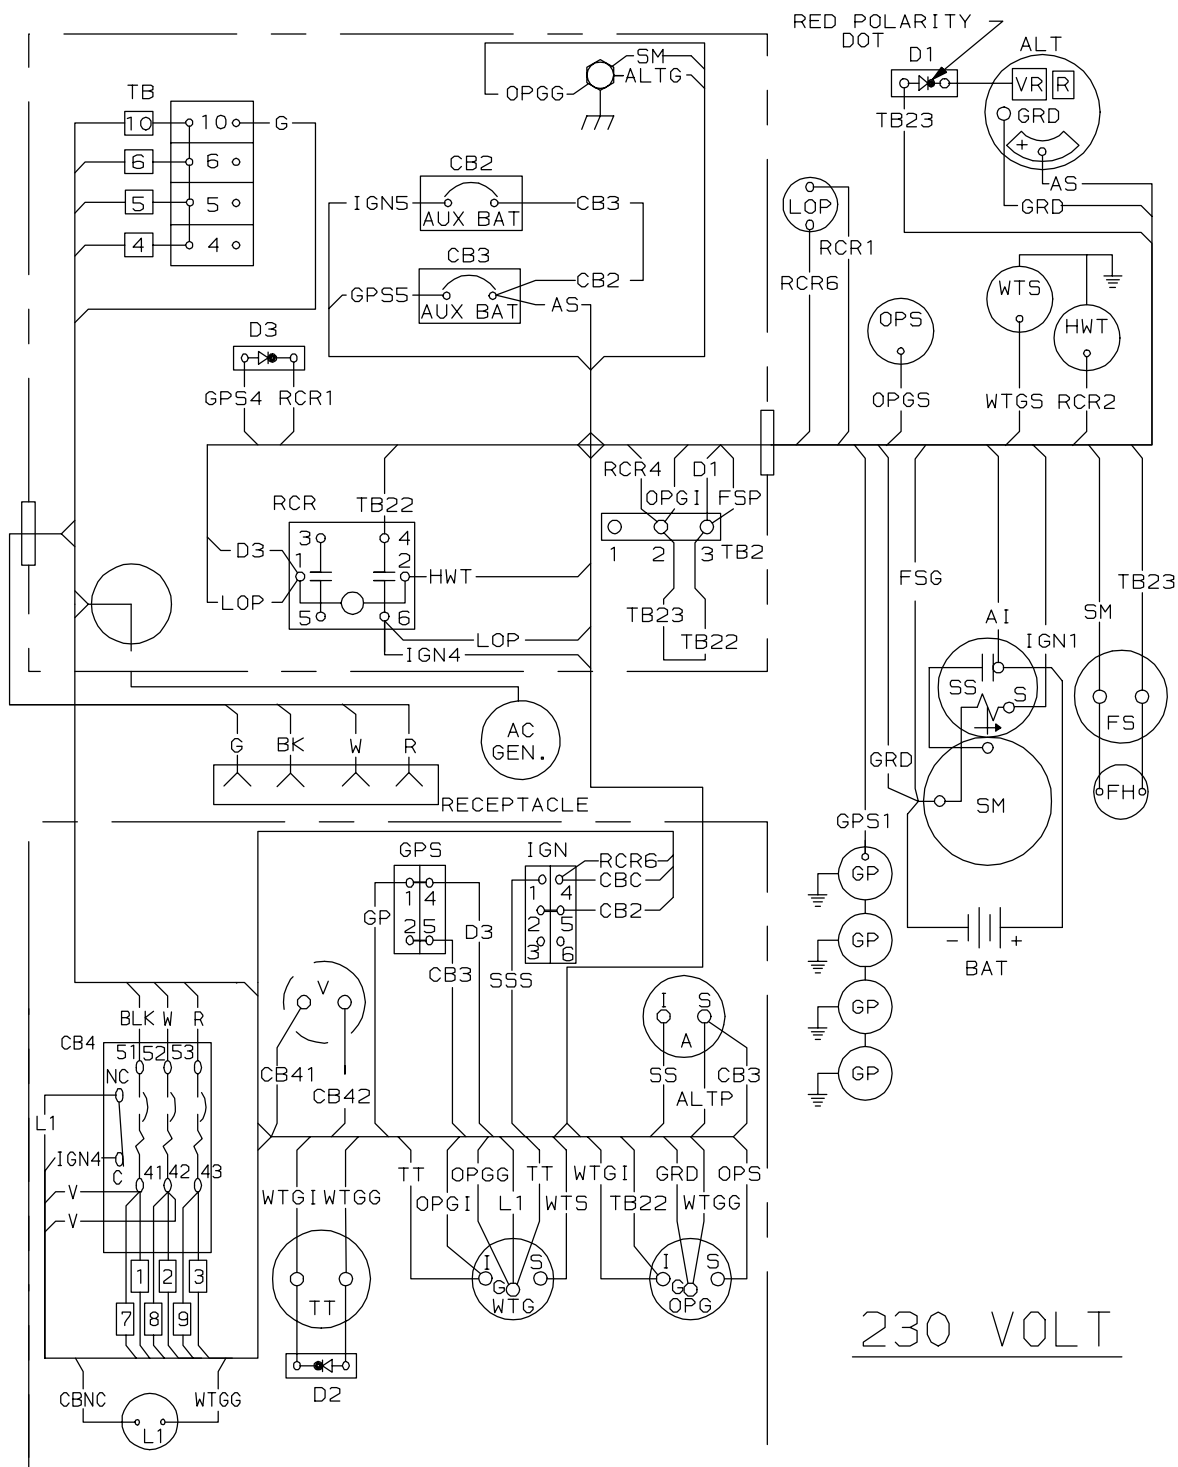 RED POLARITY
DOT
D1
ALT
VR
R
GRD
+
TB23
AS
GRD
SM
ALTG
OPGG
TB
10
10
G
6
6
5
5
4
4
CB2
IGN5
AUX BAT
CB3
CB3
GPS5
AUX BAT
CB2
AS
LOP
RCR1
RCR6
WTS
OPS
HWT
OPGS
WTGS
RCR2
D3
GPS4
RCR1
RCR
TB22
3
4
1
2
5
6
D3
HWT
LOP
LOP
IGN4
RCR4
D1
OPGI
FSP
1
2
3
TB2
TB23
TB22
FSG
AI
IGN1
SM
TB23
SS
S
FS
FH
GRD
SM
GPS1
GP
GP
GP
GP
-
+
BAT
AC
GEN.
G
BK
W
R
RECEPTACLE
GPS
IGN
RCR6
CBC
CB2
1
4
2
5
1
4
2
5
3
6
GP
D3
CB3
SSS
V
I
S
A
CB41
CB42
SS
CB3
ALTP
BLK
W
R
CB4
51
52
53
NC
L1
IGN4
C
41
42
43
V
V
1
2
3
7
8
9
CBNC
WTGG
L1
WTGI
WTGG
TT
D2
TT
OPGG
TT
WTGI
GRD
OPS
OPGI
L1
WTS
TB22
WTGG
I
S
G
WTG
I
S
G
OPG
230 VOLT